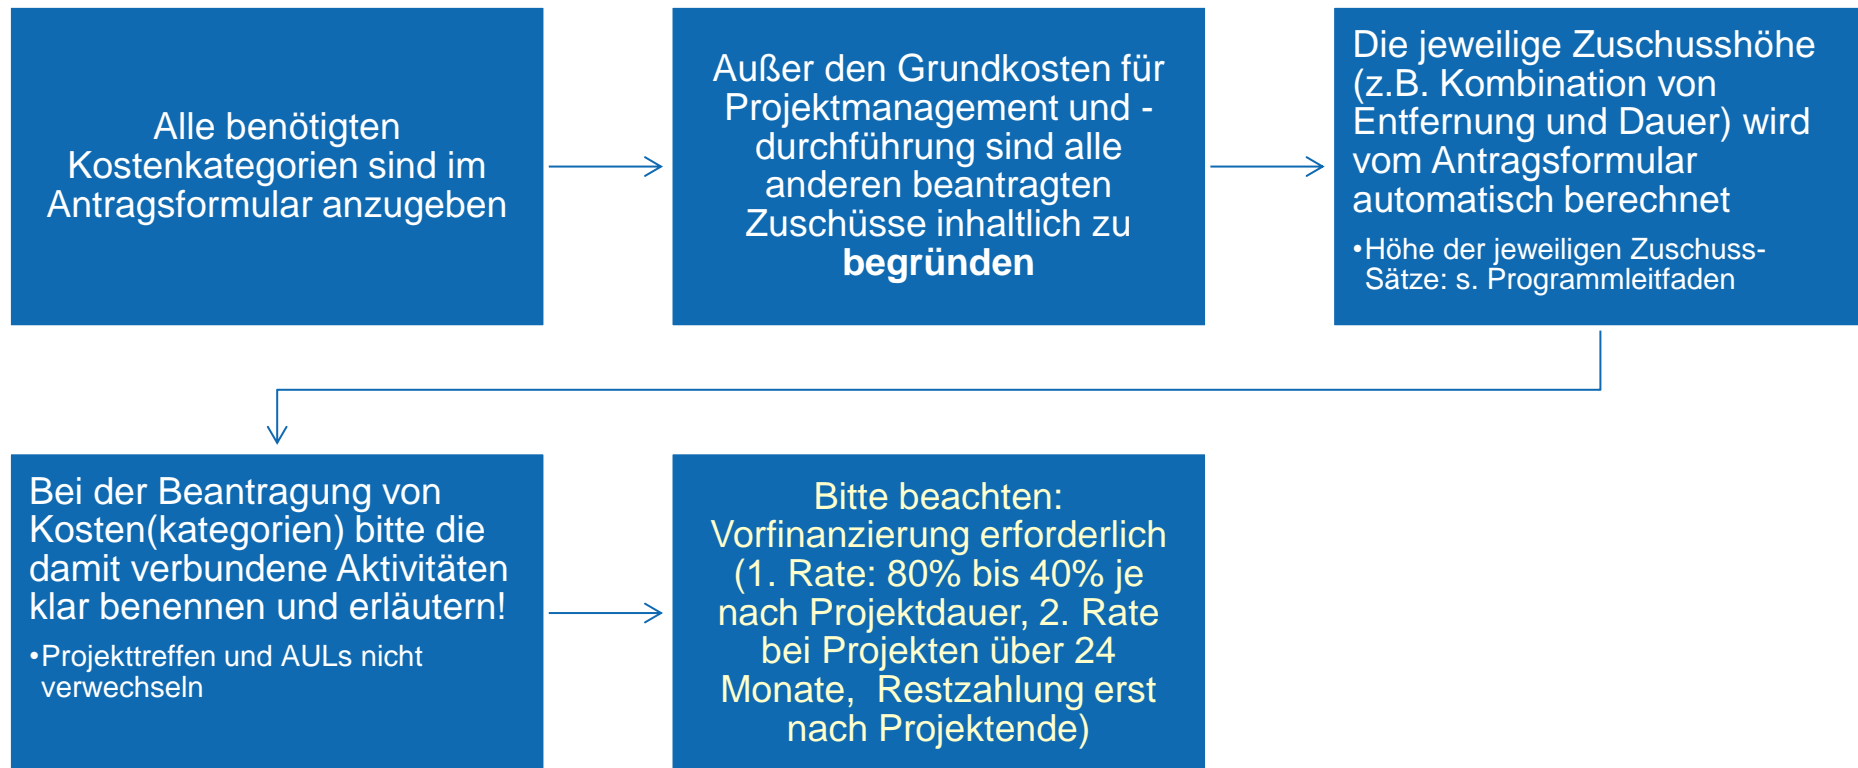 Alle benötigten
Kostenkategorien sind im
Antragsformular anzugeben
Außer den Grundkosten für
Projektmanagement und -
durchführung sind alle
anderen beantragten
Zuschüsse inhaltlich zu
begründen
Die jeweilige Zuschusshöhe
(z.B. Kombination von
Entfernung und Dauer) wird
vom Antragsformular
automatisch berechnet
•Höhe der jeweiligen Zuschuss-
Sätze: s. Programmleitfaden
Bei der Beantragung von
Kosten(kategorien) bitte die
damit verbundene Aktivitäten
klar benennen und erläutern!
•Projekttreffen und AULs nicht
verwechseln
Bitte beachten:
Vorfinanzierung erforderlich
(1. Rate: 80% bis 40% je
nach Projektdauer, 2. Rate
bei Projekten über 24
Monate, Restzahlung erst
nach Projektende)